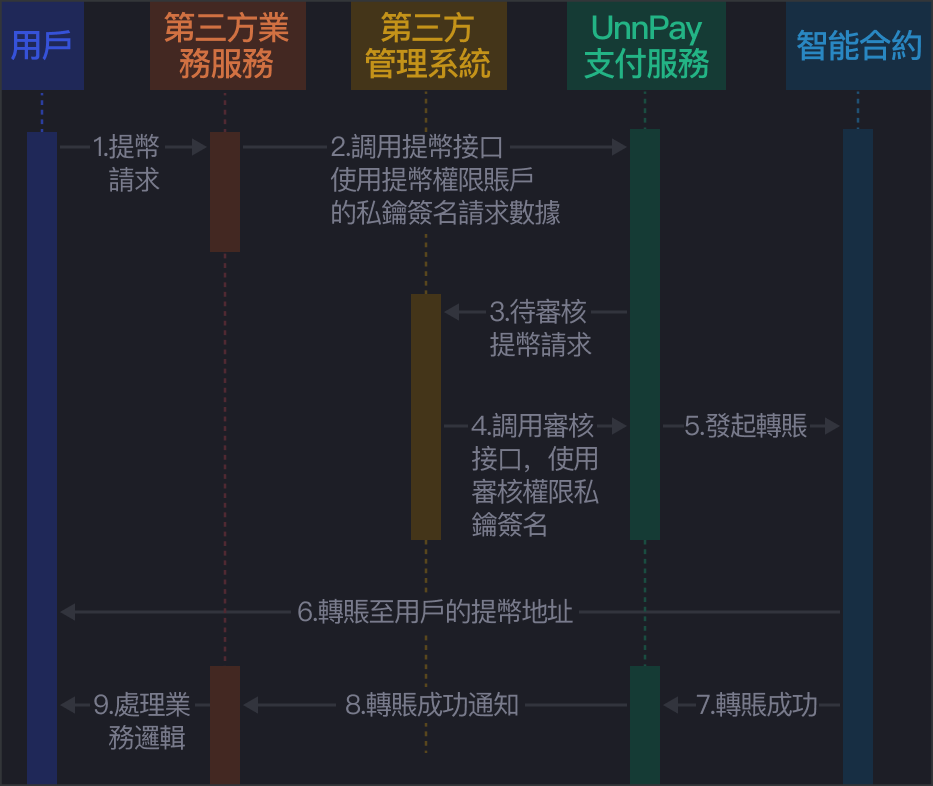 用戶
第三方業
務服務
第三方
管理系統
UnnPay
支付服務
智能合約
1.提幣
請求
2.調用提幣接口
使用提幣權限賬戶
的私鑰簽名請求數據
3.待審核
提幣請求
4.調用審核
接口，使用
審核權限私
鑰簽名
5.發起轉賬
6.轉賬至用戶的提幣地址
7.轉賬成功
8.轉賬成功通知
9.處理業
務邏輯